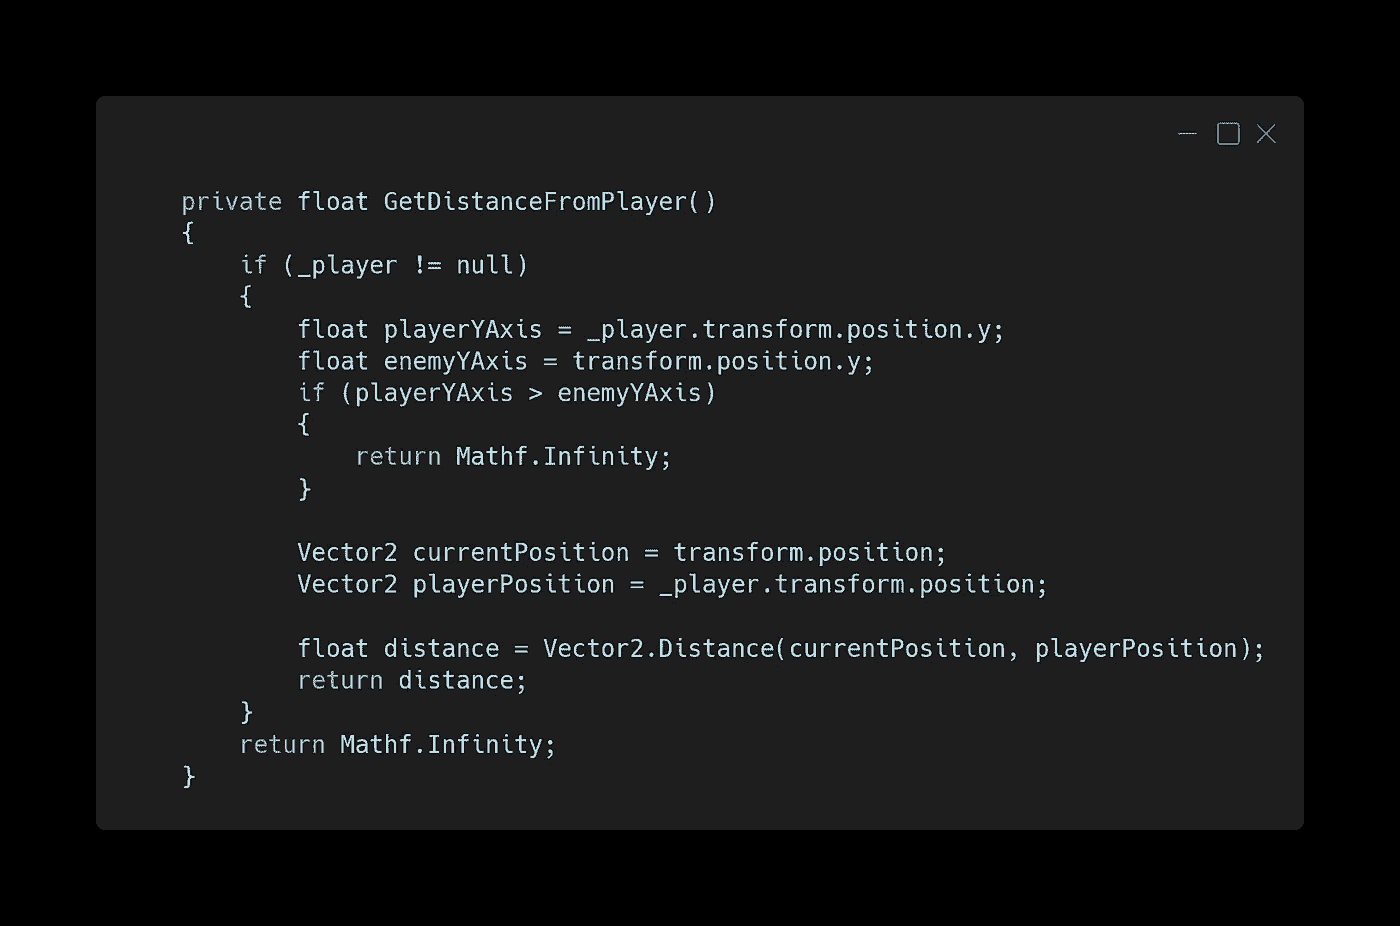 private float GetDistanceFromPlayer()
{
    if (_player != null)
    {
        float playerYAxis = _player.transform.position.y;
        float enemyYAxis = transform.position.y;
        if (playerYAxis > enemyYAxis)
        {
            return Mathf.Infinity;
        }

        Vector2 currentPosition = transform.position;
        Vector2 playerPosition = _player.transform.position;

        float distance = Vector2.Distance(currentPosition, playerPosition);
        return distance;
    }
    return Mathf.Infinity;
}